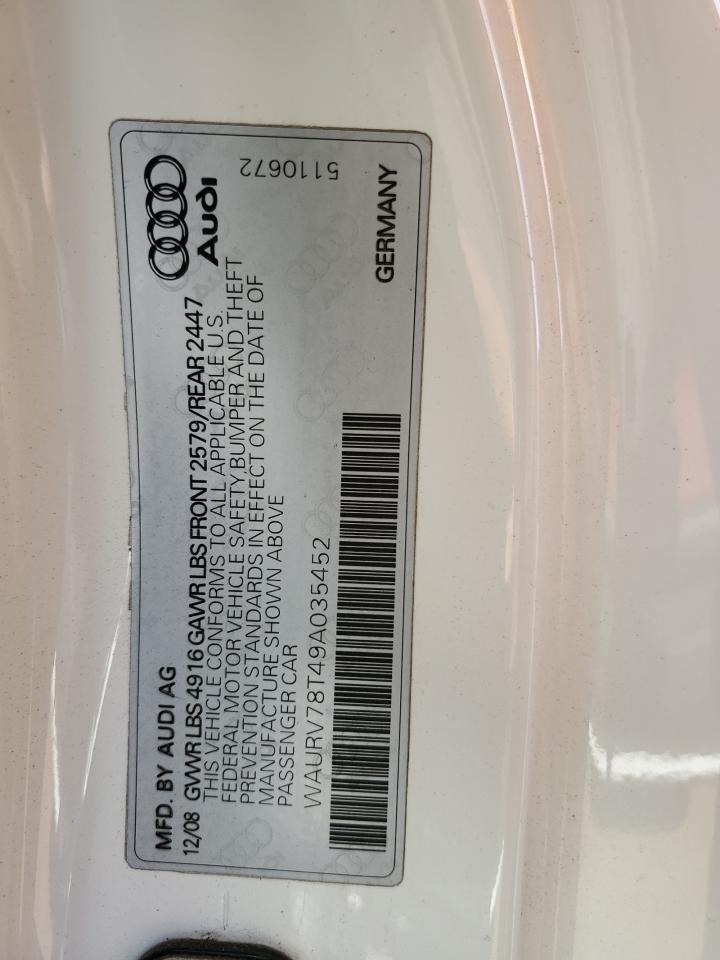 MFD. BY AUDI AG
Audi
12/08 GVWR LBS 4916 GAWR LBS FRONT 2579/REAR 2447
THIS VEHICLE CONFORMS TO ALL APPLICABLE U.S.
FEDERAL MOTOR VEHICLE SAFETY, BUMPER AND THEFT
PREVENTION STANDARDS IN EFFECT ON THE DATE OF
MANUFACTURE SHOWN ABOVE
PASSENGER CAR
WAURV78T49A035452
GERMANY
5110672